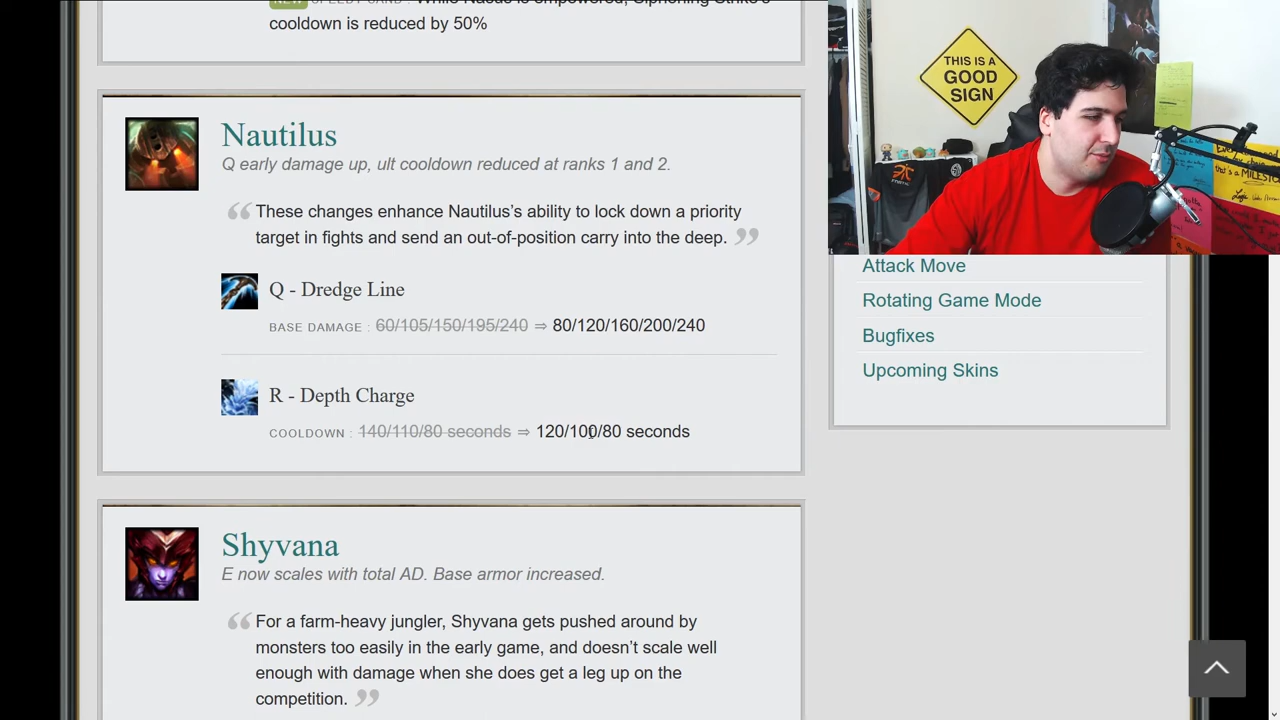 cooldown is reduced by 50%
Nautilus
Q early damage up, ult cooldown reduced at ranks 1 and 2.
“ These changes enhance Nautilus’s ability to lock down a priority
target in fights and send an out-of-position carry into the deep. ”
Q - Dredge Line
BASE DAMAGE : 60/105/150/195/240 ⇒ 80/120/160/200/240
R - Depth Charge
COOLDOWN : 140/110/80 seconds ⇒ 120/100/80 seconds
Shyvana
E now scales with total AD. Base armor increased.
“ For a farm-heavy jungler, Shyvana gets pushed around by
monsters too easily in the early game, and doesn’t scale well
enough with damage when she does get a leg up on the
competition. ”
THIS IS A
GOOD
SIGN
FNATIC
that's a MILESTONE
Attack Move
Rotating Game Mode
Bugfixes
Upcoming Skins